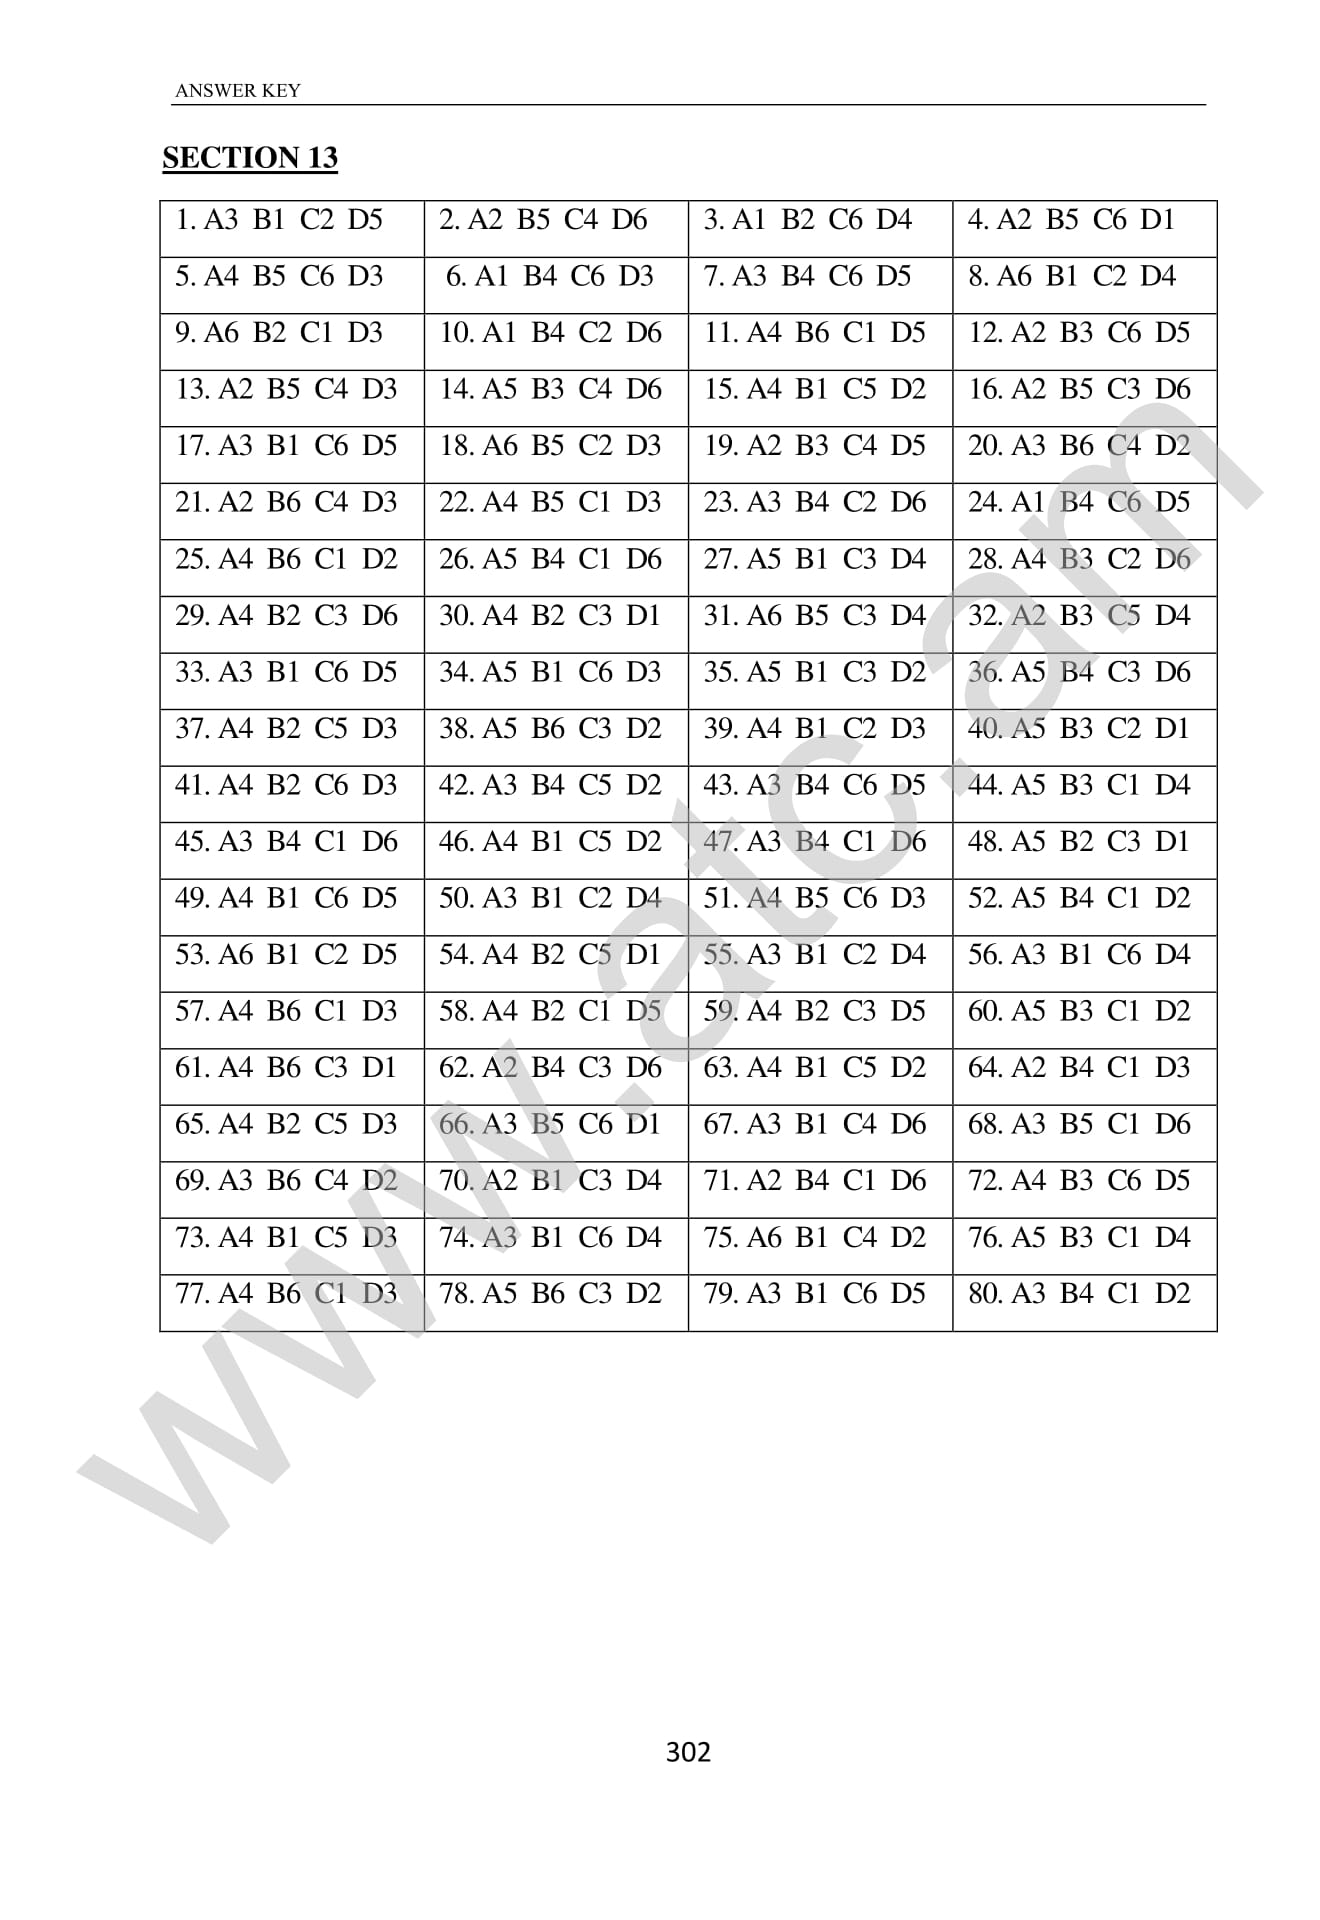 ANSWER KEY
SECTION 13
1. A3 B1 C2 D5 2. A2 B5 C4 D6 3. A1 B2 C6 D4 4. A2 B5 C6 D1
5. A4 B5 C6 D3 6. A1 B4 C6 D3 7. A3 B4 C6 D5 8. A6 B1 C2 D4
9. A6 B2 C1 D3 10. A1 B4 C2 D6 11. A4 B6 C1 D5 12. A2 B3 C6 D5
13. A2 B5 C4 D3 14. A5 B3 C4 D6 15. A4 B1 C5 D2 16. A2 B5 C3 D6
17. A3 B1 C6 D5 18. A6 B5 C2 D3 19. A2 B3 C4 D5 20. A3 B6 C4 D2
21. A2 B6 C4 D3 22. A4 B5 C1 D3 23. A3 B4 C2 D6 24. A1 B4 C6 D5
25. A4 B6 C1 D2 26. A5 B4 C1 D6 27. A5 B1 C3 D4 28. A4 B3 C2 D6
29. A4 B2 C3 D6 30. A4 B2 C3 D1 31. A6 B5 C3 D4 32. A2 B3 C5 D4
33. A3 B1 C6 D5 34. A5 B1 C6 D3 35. A5 B1 C3 D2 36. A5 B4 C3 D6
37. A4 B2 C5 D3 38. A5 B6 C3 D2 39. A4 B1 C2 D3 40. A5 B3 C2 D1
41. A4 B2 C6 D3 42. A3 B4 C5 D2 43. A3 B4 C6 D5 44. A5 B3 C1 D4
45. A3 B4 C1 D6 46. A4 B1 C5 D2 47. A3 B4 C1 D6 48. A5 B2 C3 D1
49. A4 B1 C6 D5 50. A3 B1 C2 D4 51. A4 B5 C6 D3 52. A5 B4 C1 D2
53. A6 B1 C2 D5 54. A4 B2 C5 D1 55. A3 B1 C2 D4 56. A3 B1 C6 D4
57. A4 B6 C1 D3 58. A4 B2 C1 D5 59. A4 B2 C3 D5 60. A5 B3 C1 D2
61. A4 B6 C3 D1 62. A2 B4 C3 D6 63. A4 B1 C5 D2 64. A2 B4 C1 D3
65. A4 B2 C5 D3 66. A3 B5 C6 D1 67. A3 B1 C4 D6 68. A3 B5 C1 D6
69. A3 B6 C4 D2 70. A2 B1 C3 D4 71. A2 B4 C1 D6 72. A4 B3 C6 D5
73. A4 B1 C5 D3 74. A3 B1 C6 D4 75. A6 B1 C4 D2 76. A5 B3 C1 D4
77. A4 B6 C1 D3 78. A5 B6 C3 D2 79. A3 B1 C6 D5 80. A3 B4 C1 D2
www.atc.am
302